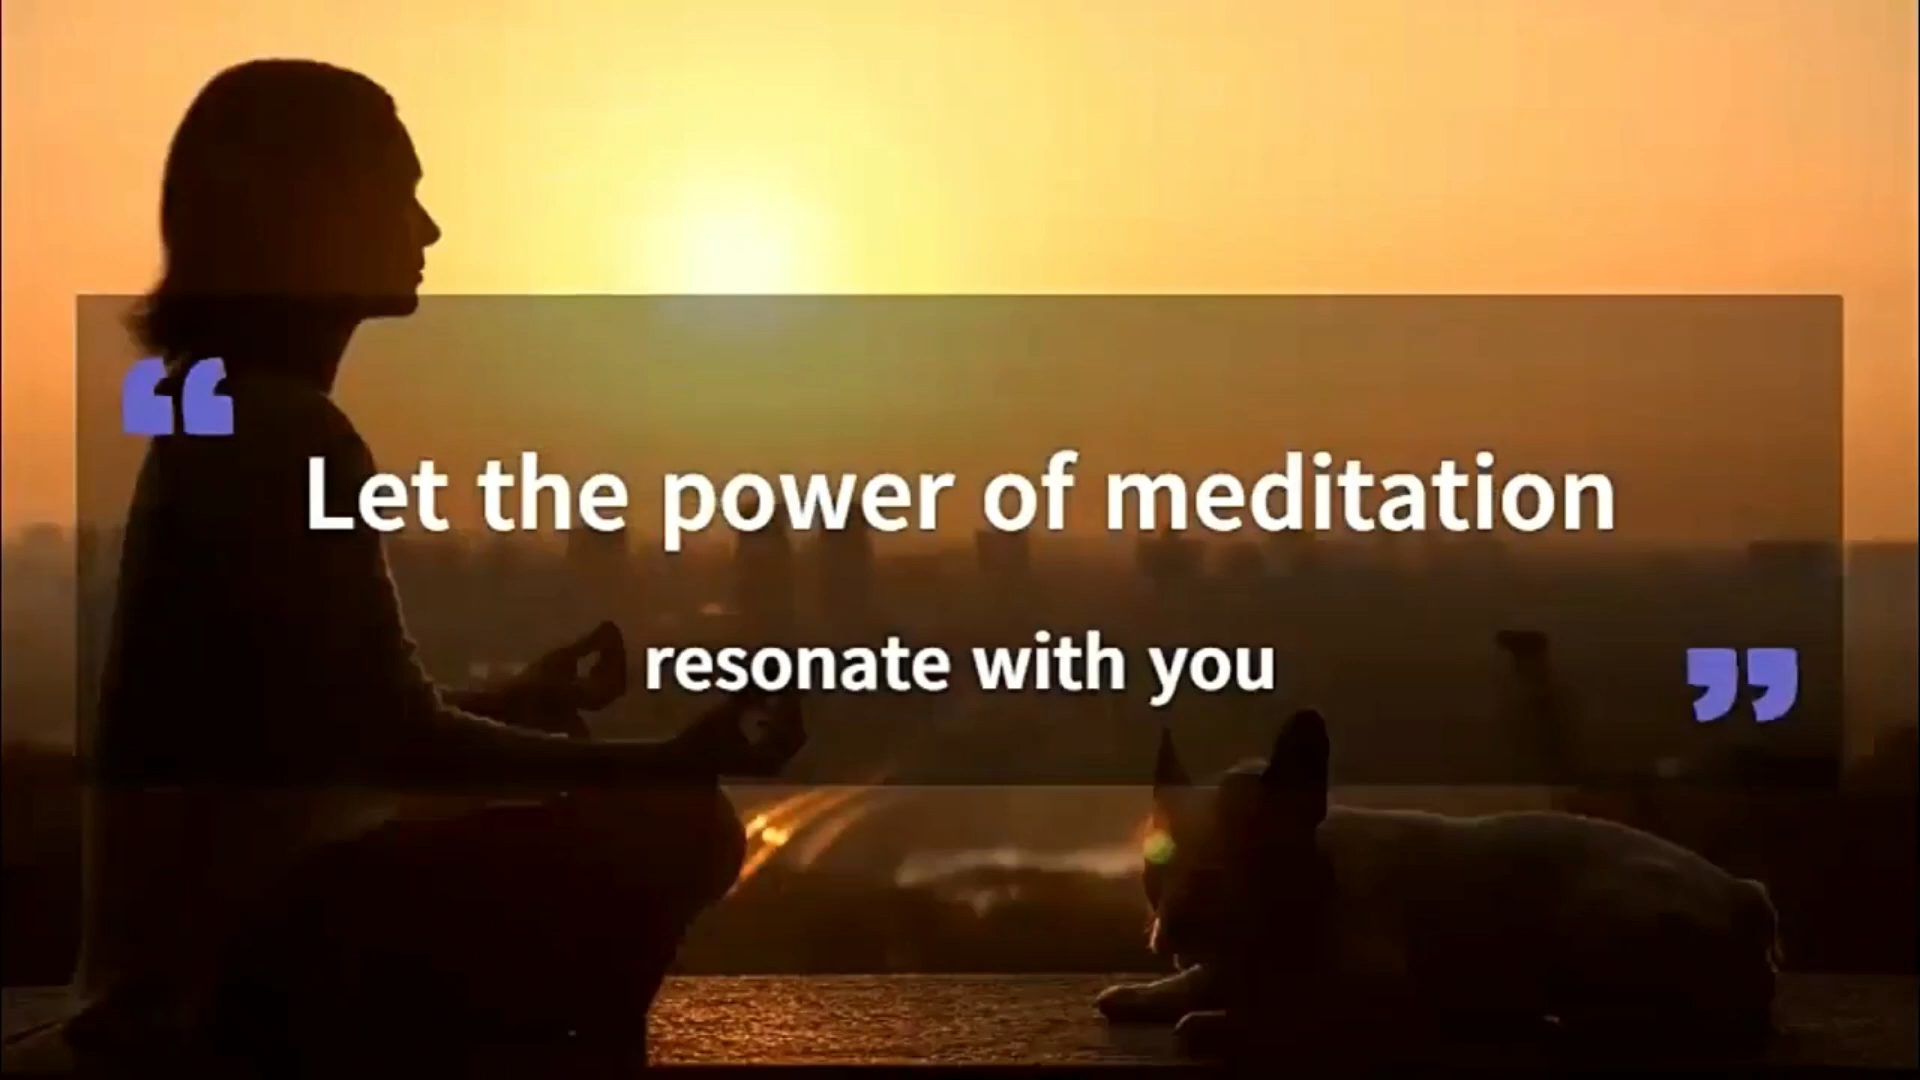 “
Let the power of meditation
resonate with you
”